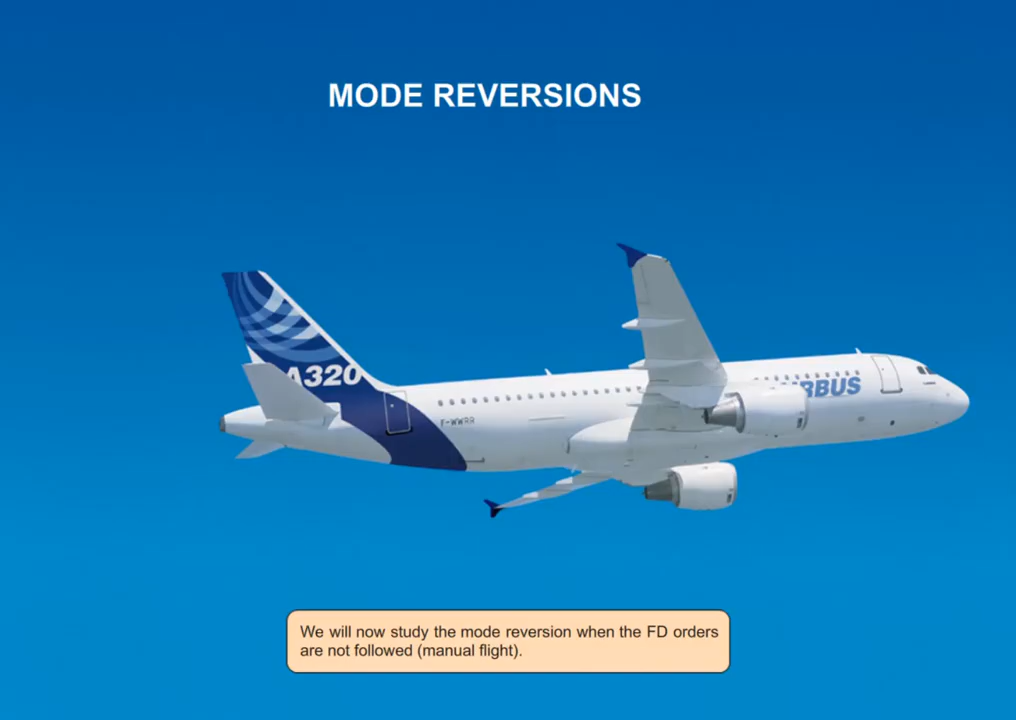 MODE REVERSIONS
A320
F-WWRR
We will now study the mode reversion when the FD orders
are not followed (manual flight).